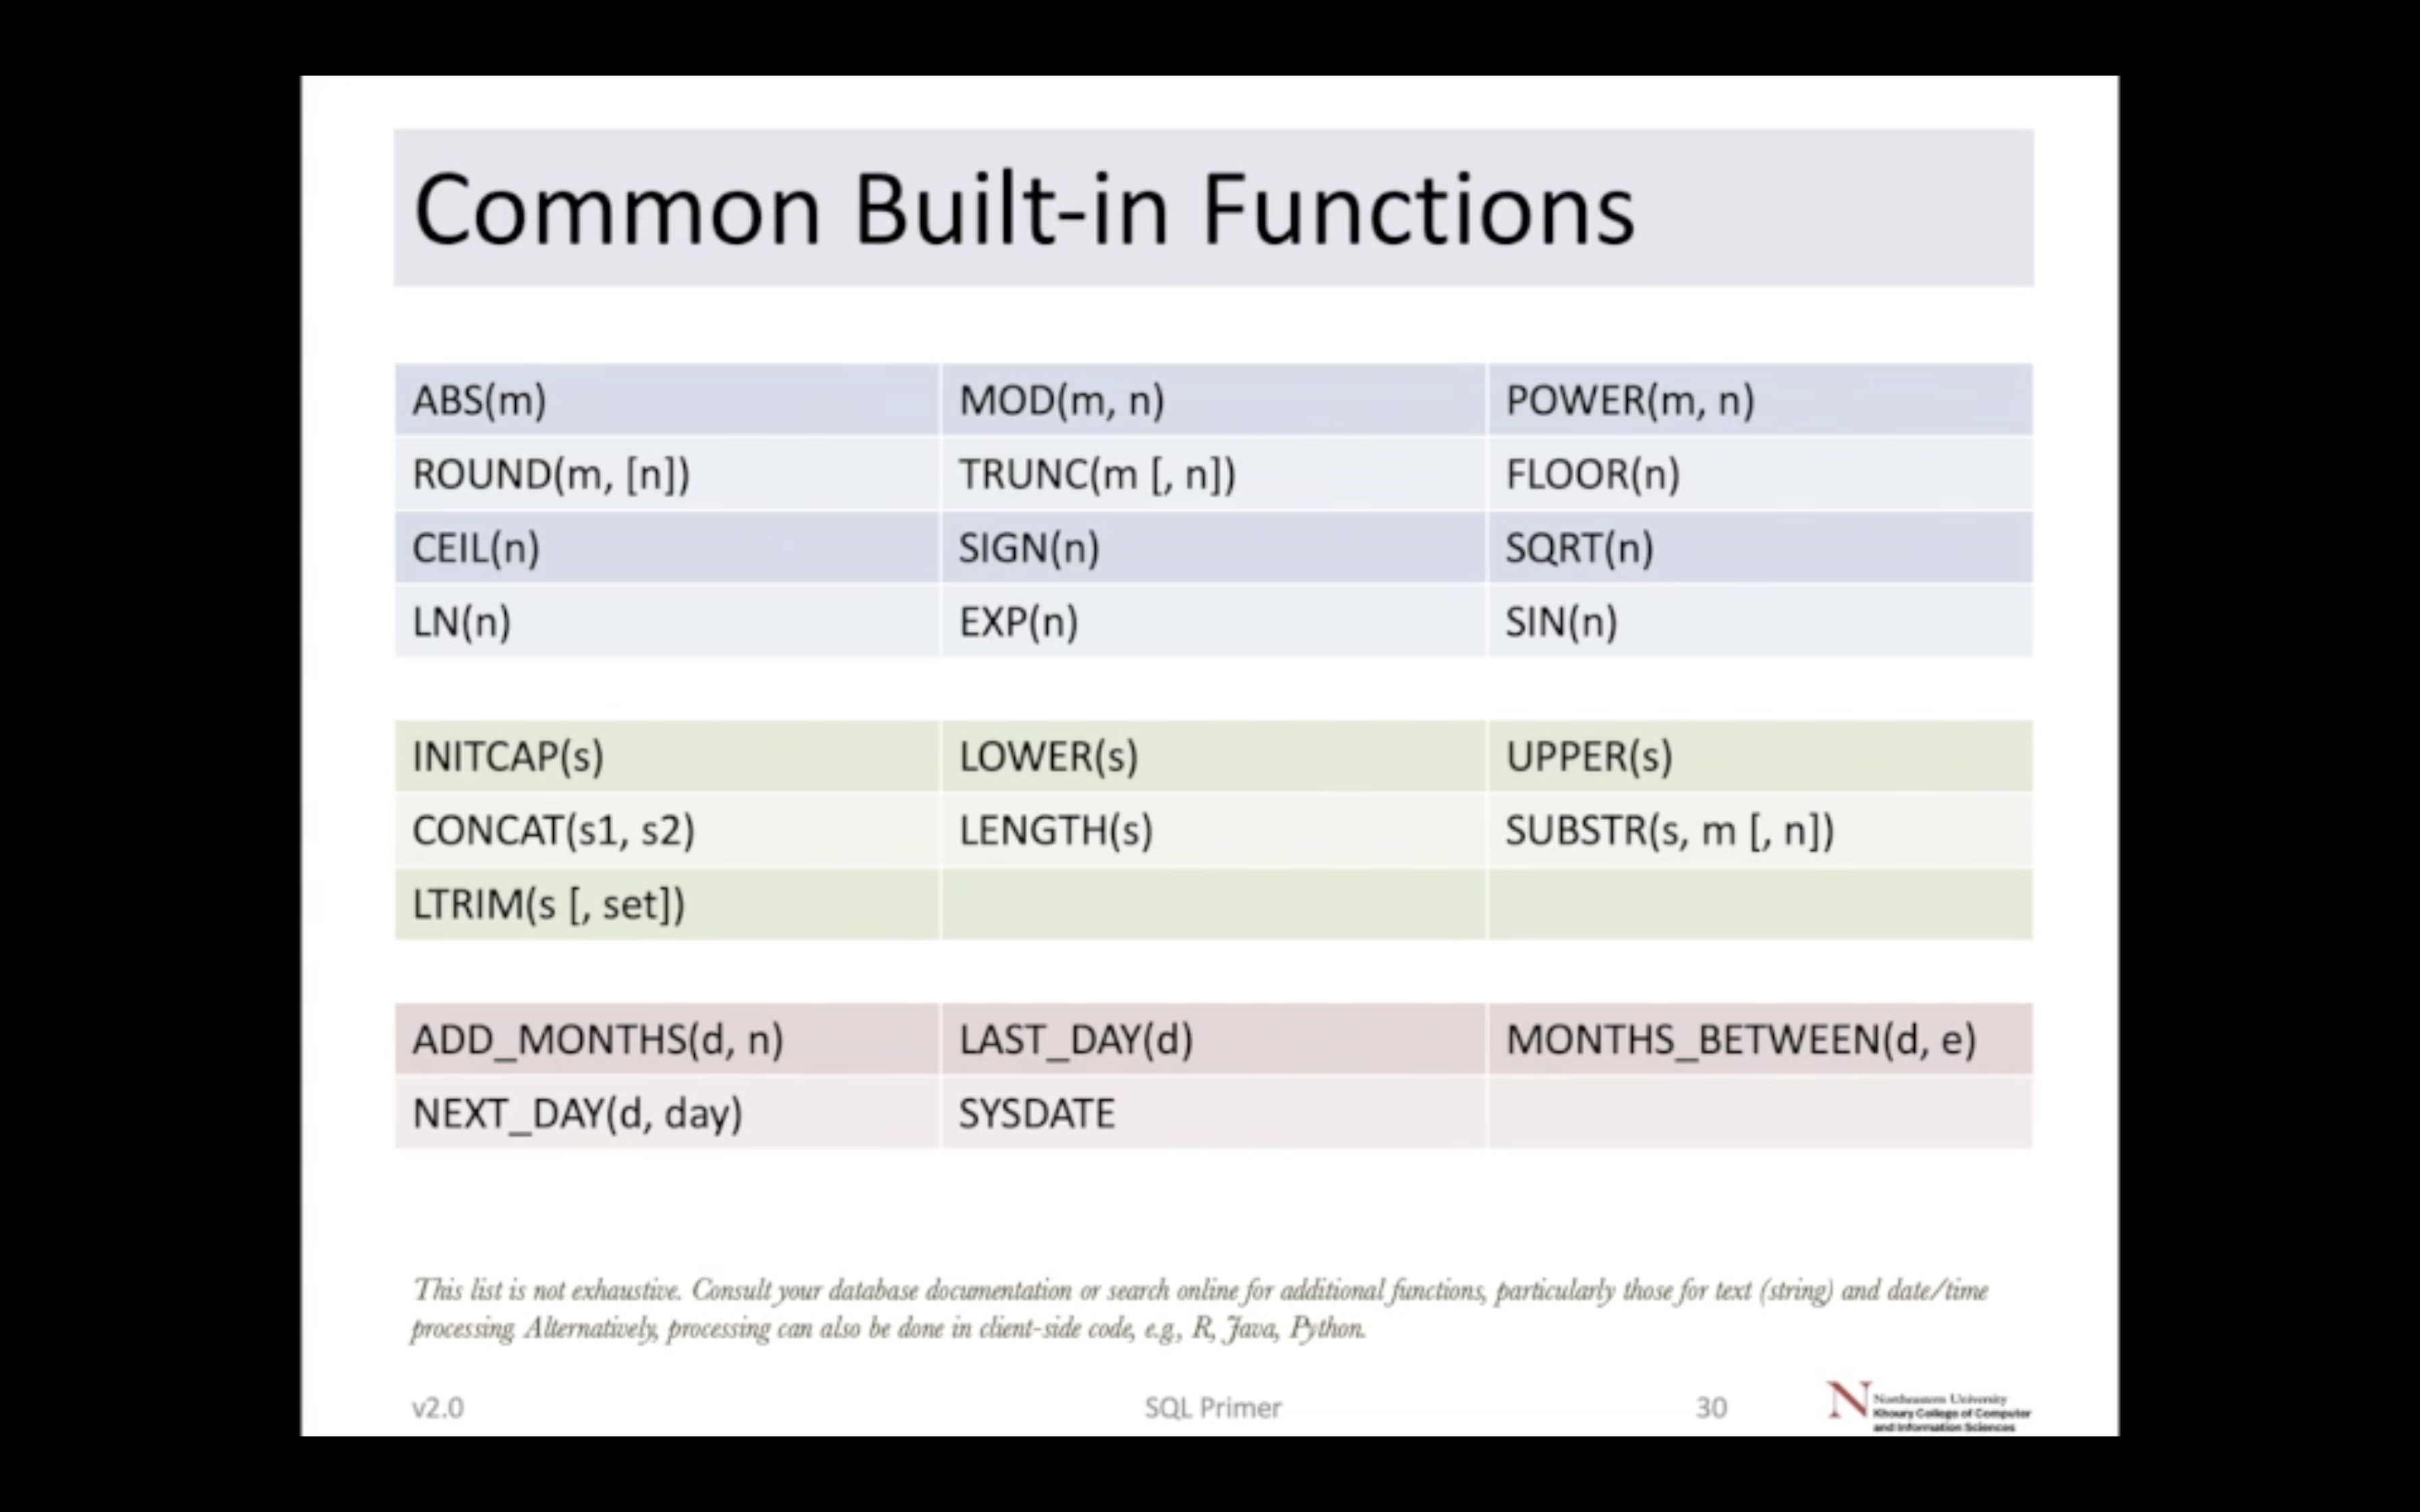 Common Built-in Functions
ABS(m) MOD(m, n) POWER(m, n)
ROUND(m, [n]) TRUNC(m [, n]) FLOOR(n)
CEIL(n) SIGN(n) SQRT(n)
LN(n) EXP(n) SIN(n)
INITCAP(s) LOWER(s) UPPER(s)
CONCAT(s1, s2) LENGTH(s) SUBSTR(s, m [, n])
LTRIM(s [, set])
ADD_MONTHS(d, n) LAST_DAY(d) MONTHS_BETWEEN(d, e)
NEXT_DAY(d, day) SYSDATE
This list is not exhaustive. Consult your database documentation or search online for additional functions, particularly those for text (string) and date/time
processing. Alternatively, processing can also be done in client-side code, e.g., R, Java, Python.
v2.0 SQL Primer 30
N Northeastern University
Khoury College of Computer
and Information Sciences